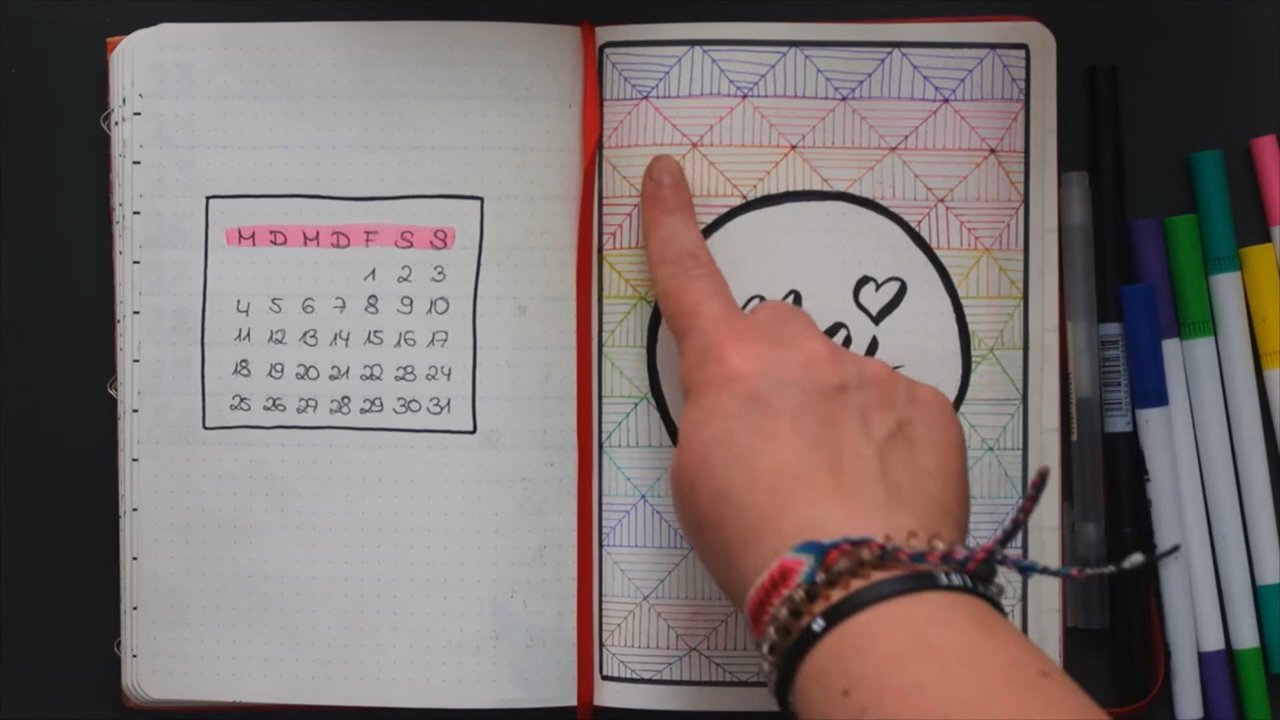 M D M D F S S
1 2 3
4 5 6 7 8 9 10
11 12 13 14 15 16 17
18 19 20 21 22 23 24
25 26 27 28 29 30 31